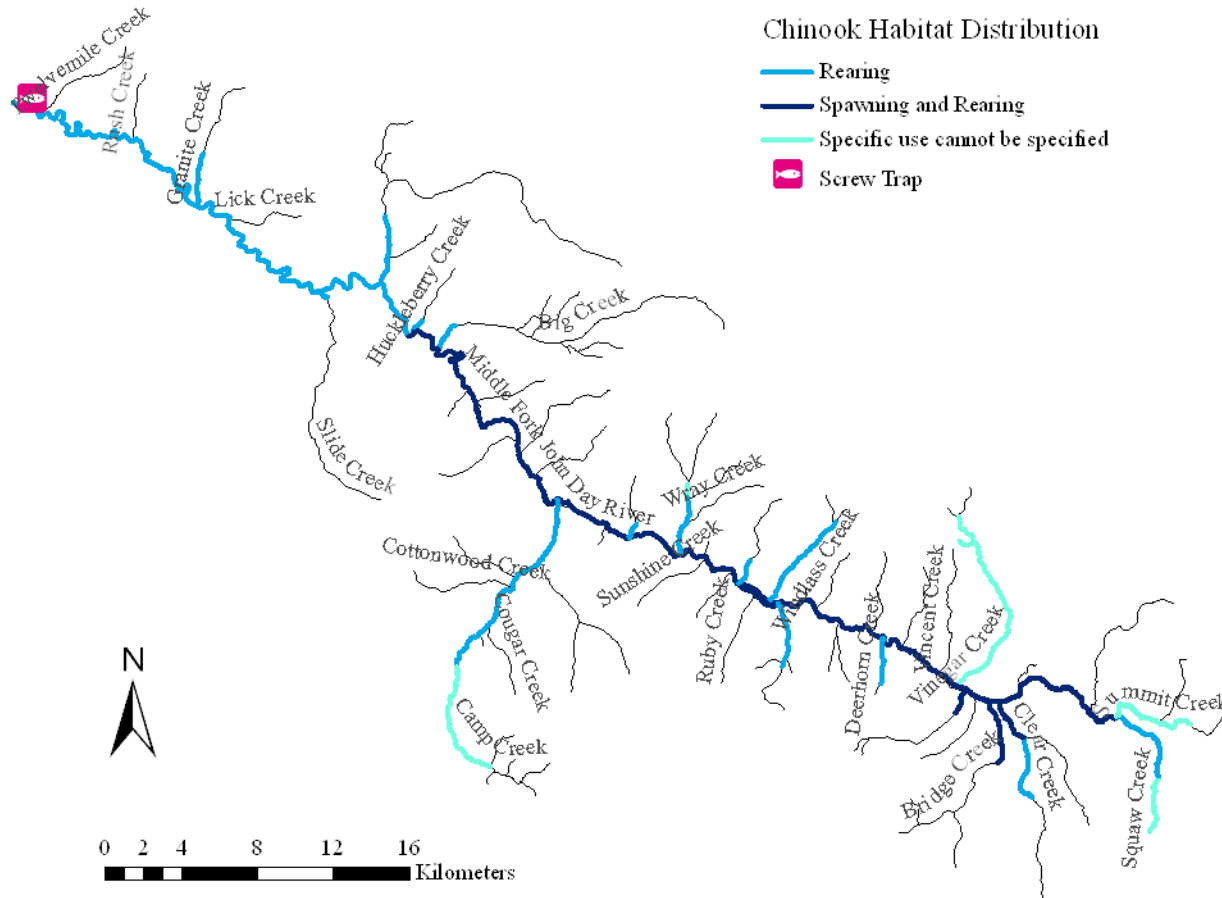 Chinook Habitat Distribution
Rearing
Spawning and Rearing
Specific use cannot be specified
Screw Trap
Twelvemile Creek
Rush Creek
Granite Creek
Lick Creek
Huckleberry Creek
Big Creek
Slide Creek
Middle Fork John Day River
Wray Creek
Cottonwood Creek
Sunshine Creek
Cougar Creek
Camp Creek
Ruby Creek
Windlass Creek
Deerhorn Creek
Vincent Creek
Vinegar Creek
Bridge Creek
Clear Creek
Summit Creek
Squaw Creek
N
0 2 4 8 12 16
Kilometers